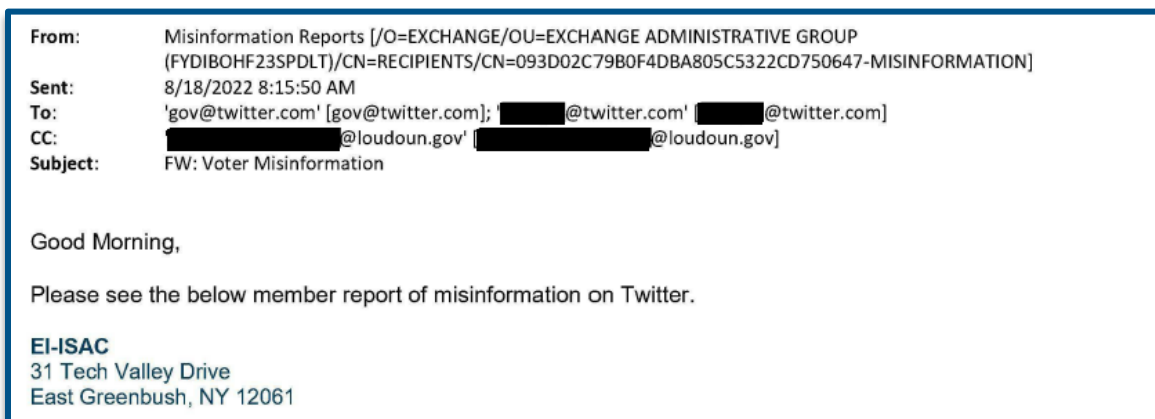 From: Misinformation Reports [/O=EXCHANGE/OU=EXCHANGE ADMINISTRATIVE GROUP
(FYDIBOHF23SPDLT)/CN=RECIPIENTS/CN=093D02C79B0F4DBA805C5322CD750647-MISINFORMATION]
Sent: 8/18/2022 8:15:50 AM
To: 'gov@twitter.com' [gov@twitter.com]; ' @twitter.com' [ @twitter.com]
CC: ' @loudoun.gov' [ @loudoun.gov]
Subject: FW: Voter Misinformation
Good Morning,
Please see the below member report of misinformation on Twitter.
EI-ISAC
31 Tech Valley Drive
East Greenbush, NY 12061